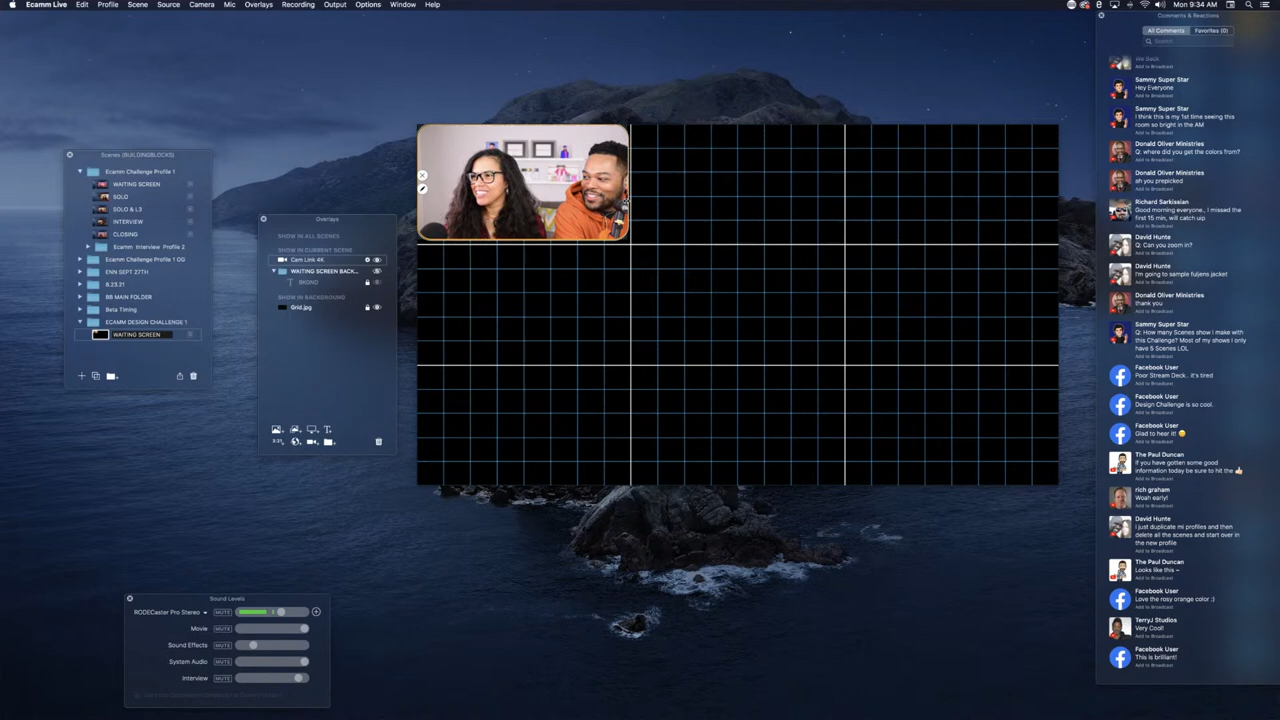 Ecamm Live Edit Profile Scene Source Camera Mic Overlays Recording Output Options Window Help
Mon 9:34 AM
Scenes (BUILDINGBLOCKS)
Ecamm Challenge Profile 1
WAITING SCREEN
SOLO
SOLO & L3
INTERVIEW
CLOSING
Ecamm Interview Profile 2
Ecamm Challenge Profile 1 OG
ENN SEPT 27TH
8.23.21
BB MAIN FOLDER
Beta Timing
ECAMM DESIGN CHALLENGE 1
WAITING SCREEN
Overlays
SHOW IN ALL SCENES
SHOW IN CURRENT SCENE
Cam Link 4K
WAITING SCREEN BACK...
BKGND
SHOW IN BACKGROUND
Grid.jpg
3:21
Sound Levels
RODECaster Pro Stereo MUTE
Movie MUTE
Sound Effects MUTE
System Audio MUTE
Interview MUTE
Comments & Reactions
All Comments Favorites (0)
Search
We Back
Add to Broadcast
Sammy Super Star
Hey Everyone
Add to Broadcast
Sammy Super Star
I think this is my 1st time seeing this
room so bright in the AM
Add to Broadcast
Donald Oliver Ministries
Q: where did you get the colors from?
Add to Broadcast
Donald Oliver Ministries
ah you prepicked
Add to Broadcast
Richard Sarkissian
Good morning everyone, I missed the
first 15 min, will catch up
Add to Broadcast
David Hunte
Q: Can you zoom in?
Add to Broadcast
David Hunte
I'm going to sample fuljens jacket
Add to Broadcast
Donald Oliver Ministries
thank you
Add to Broadcast
Sammy Super Star
Q: How many Scenes show I make with
this Challenge? Most of my shows I only
have 5 Scenes LOL
Add to Broadcast
Facebook User
Poor Stream Deck.. it's tired
Add to Broadcast
Facebook User
Design Challenge is so cool.
Add to Broadcast
Facebook User
Glad to hear it! 😊
Add to Broadcast
The Paul Duncan
If you have gotten some good
information today be sure to hit the 👍🏼
Add to Broadcast
rich graham
Woah early!
Add to Broadcast
David Hunte
I just duplicate mi profiles and then
delete all the scenes and start over in
the new profile
Add to Broadcast
The Paul Duncan
Looks like this ~
Add to Broadcast
Facebook User
Love the rosy orange color :)
Add to Broadcast
TerryJ Studios
Very Cool!
Add to Broadcast
Facebook User
This is brilliant!
Add to Broadcast